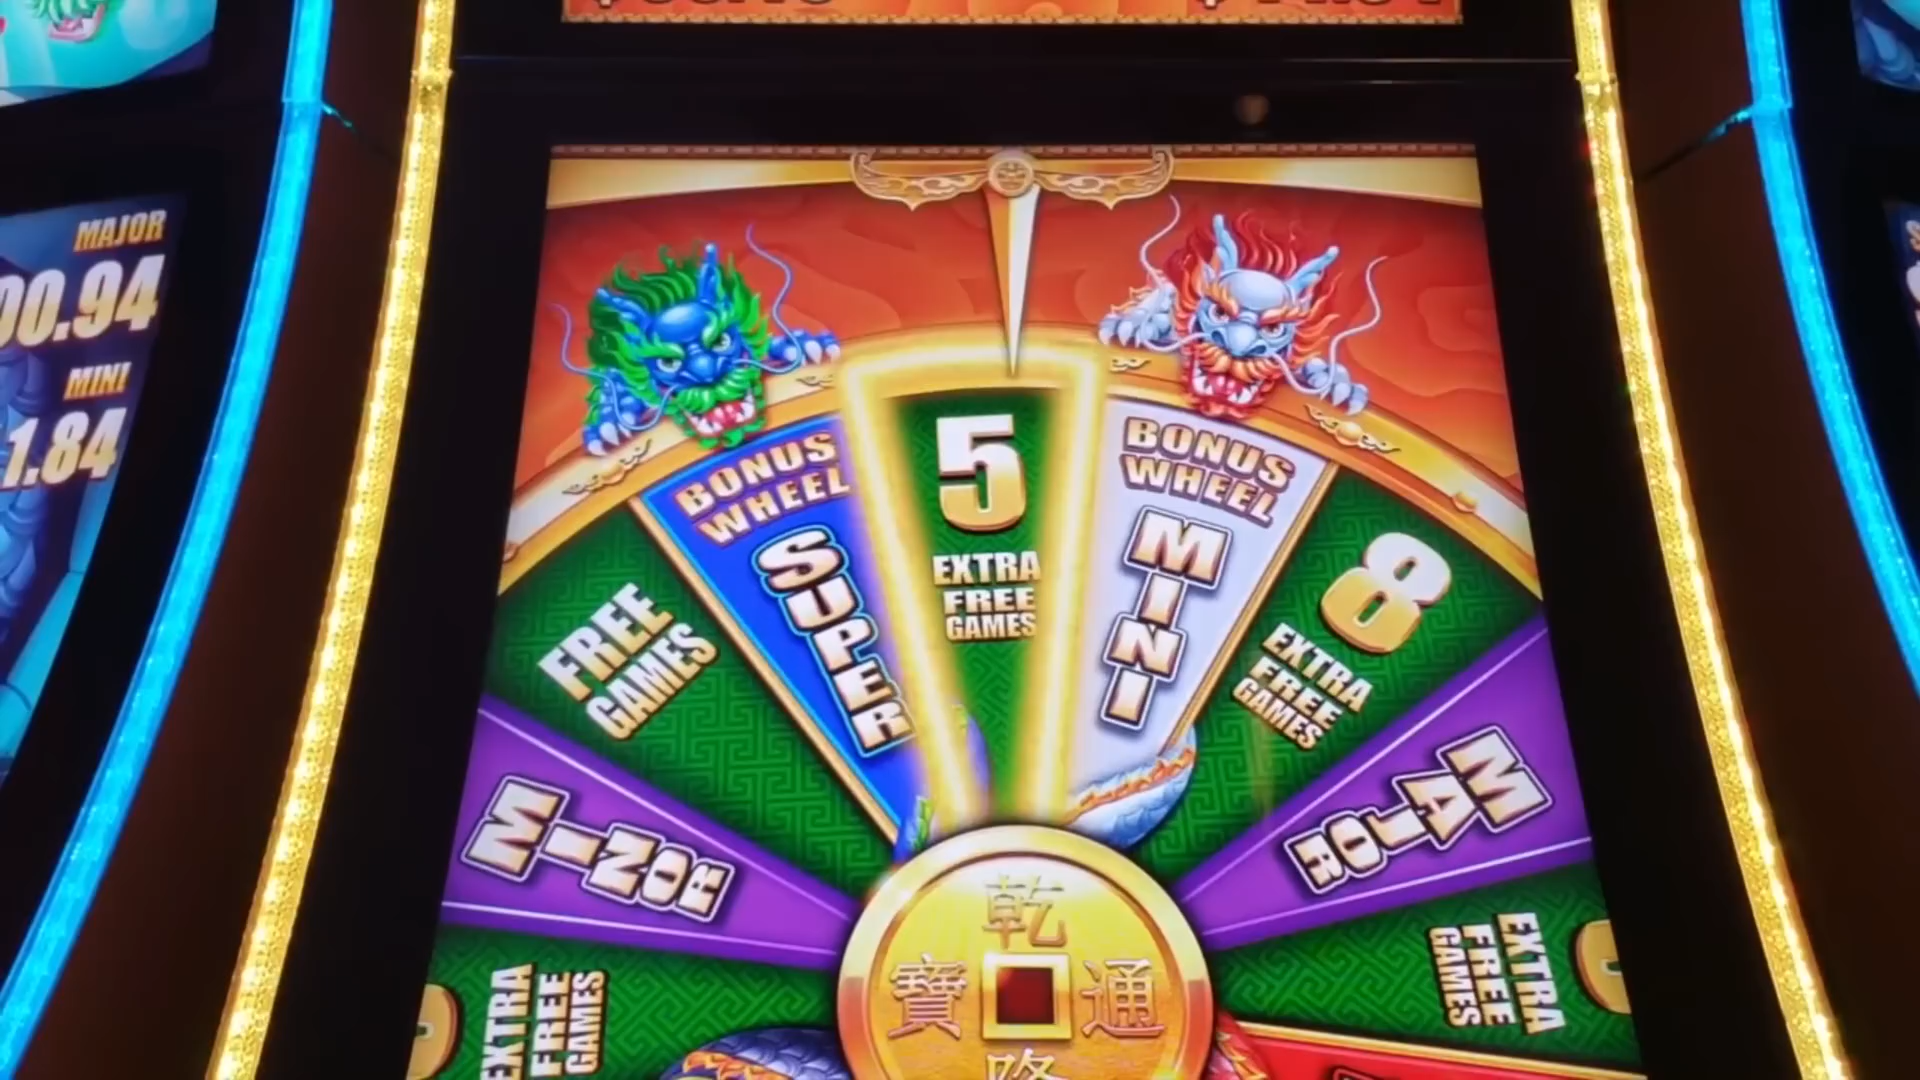 MAJOR
00.94
MINI
1.84
BONUS
WHEEL
SUPER
5
EXTRA
FREE
GAMES
BONUS
WHEEL
MINI
FREE
GAMES
8
EXTRA
FREE
GAMES
MINOR
MAJOR
EXTRA
FREE
GAMES
EXTRA
FREE
GAMES
乾
寶 通
隆